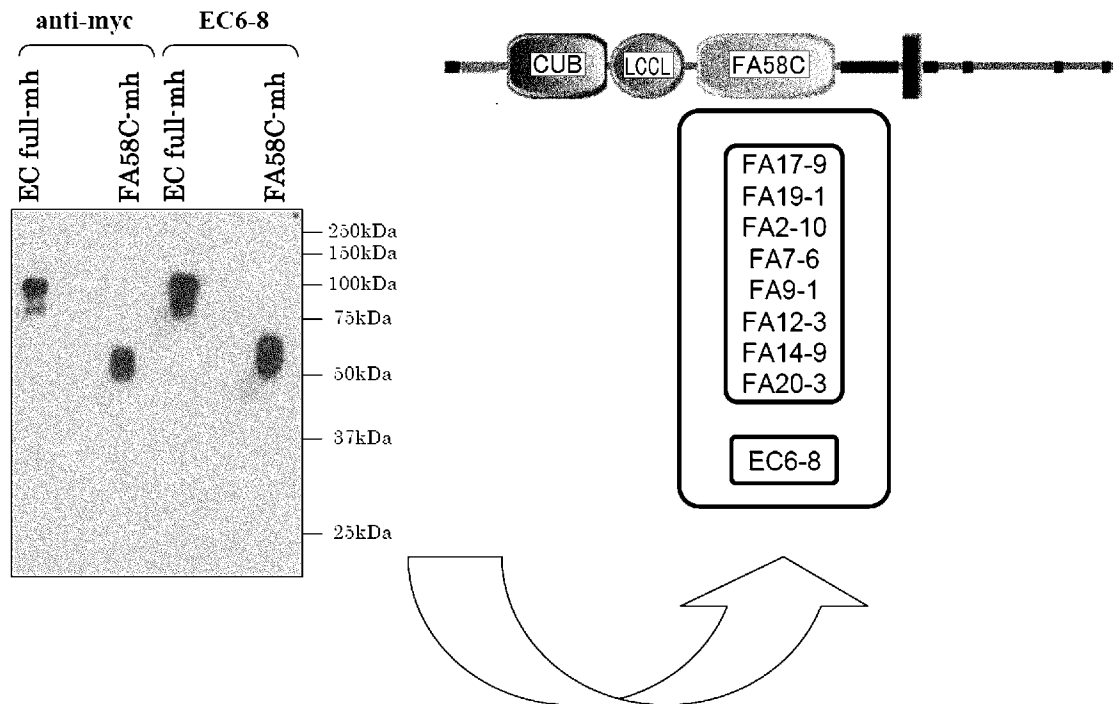 anti-myc EC6-8
EC full-mh
FA58C-mh
EC full-mh
FA58C-mh
250kDa
150kDa
100kDa
75kDa
50kDa
37kDa
25kDa
CUB LCCL FA58C
FA17-9
FA19-1
FA2-10
FA7-6
FA9-1
FA12-3
FA14-9
FA20-3
EC6-8